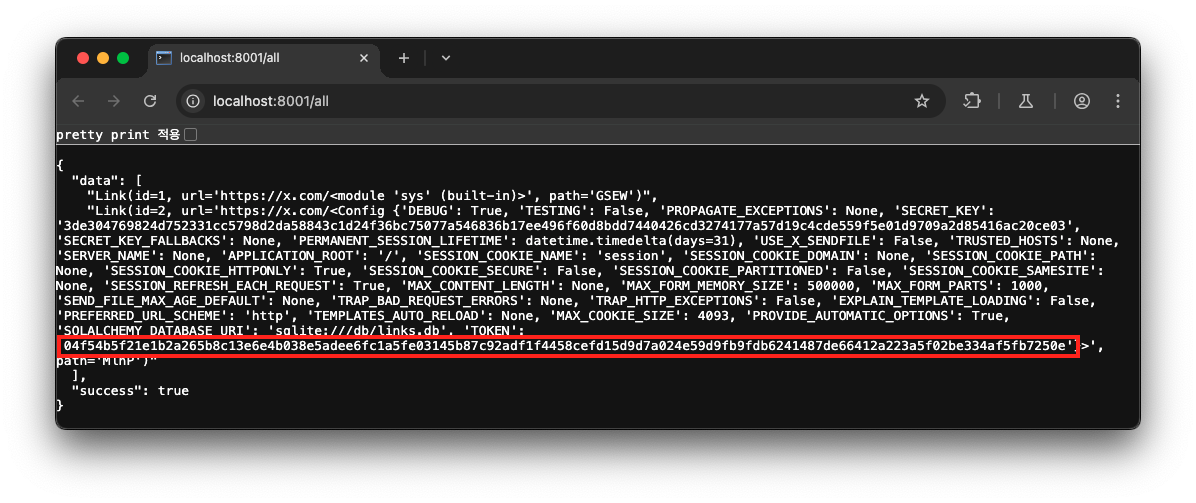 localhost:8001/all
localhost:8001/all
pretty print 적용
{
  "data": [
    "Link(id=1, url='https://x.com/<module 'sys' (built-in)>', path='GSEW')",
    "Link(id=2, url='https://x.com/<Config {'DEBUG': True, 'TESTING': False, 'PROPAGATE_EXCEPTIONS': None, 'SECRET_KEY':
'3de304769824d752331cc5798d2da58843c1d24f36bc75077a546836b17ee496f60d8bdd7440426cd3274177a57d19c4cde559f5e01d9709a2d85416ac20ce03',
'SECRET_KEY_FALLBACKS': None, 'PERMANENT_SESSION_LIFETIME': datetime.timedelta(days=31), 'USE_X_SENDFILE': False, 'TRUSTED_HOSTS': None,
'SERVER_NAME': None, 'APPLICATION_ROOT': '/', 'SESSION_COOKIE_NAME': 'session', 'SESSION_COOKIE_DOMAIN': None, 'SESSION_COOKIE_PATH':
None, 'SESSION_COOKIE_HTTPONLY': True, 'SESSION_COOKIE_SECURE': False, 'SESSION_COOKIE_PARTITIONED': False, 'SESSION_COOKIE_SAMESITE':
None, 'SESSION_REFRESH_EACH_REQUEST': True, 'MAX_CONTENT_LENGTH': None, 'MAX_FORM_MEMORY_SIZE': 500000, 'MAX_FORM_PARTS': 1000,
'SEND_FILE_MAX_AGE_DEFAULT': None, 'TRAP_BAD_REQUEST_ERRORS': None, 'TRAP_HTTP_EXCEPTIONS': False, 'EXPLAIN_TEMPLATE_LOADING': False,
'PREFERRED_URL_SCHEME': 'http', 'TEMPLATES_AUTO_RELOAD': None, 'MAX_COOKIE_SIZE': 4093, 'PROVIDE_AUTOMATIC_OPTIONS': True,
'SQLALCHEMY_DATABASE_URI': 'sqlite:///db/links.db', 'TOKEN':
'04f54b5f21e1b2a265b8c13e6e4b038e5adee6fc1a5fe03145b87c92adf1f4458cefd15d9d7a024e59d9fb9fdb6241487de66412a223a5f02be334af5fb7250e'}>',
path='MlnP')"
  ],
  "success": true
}